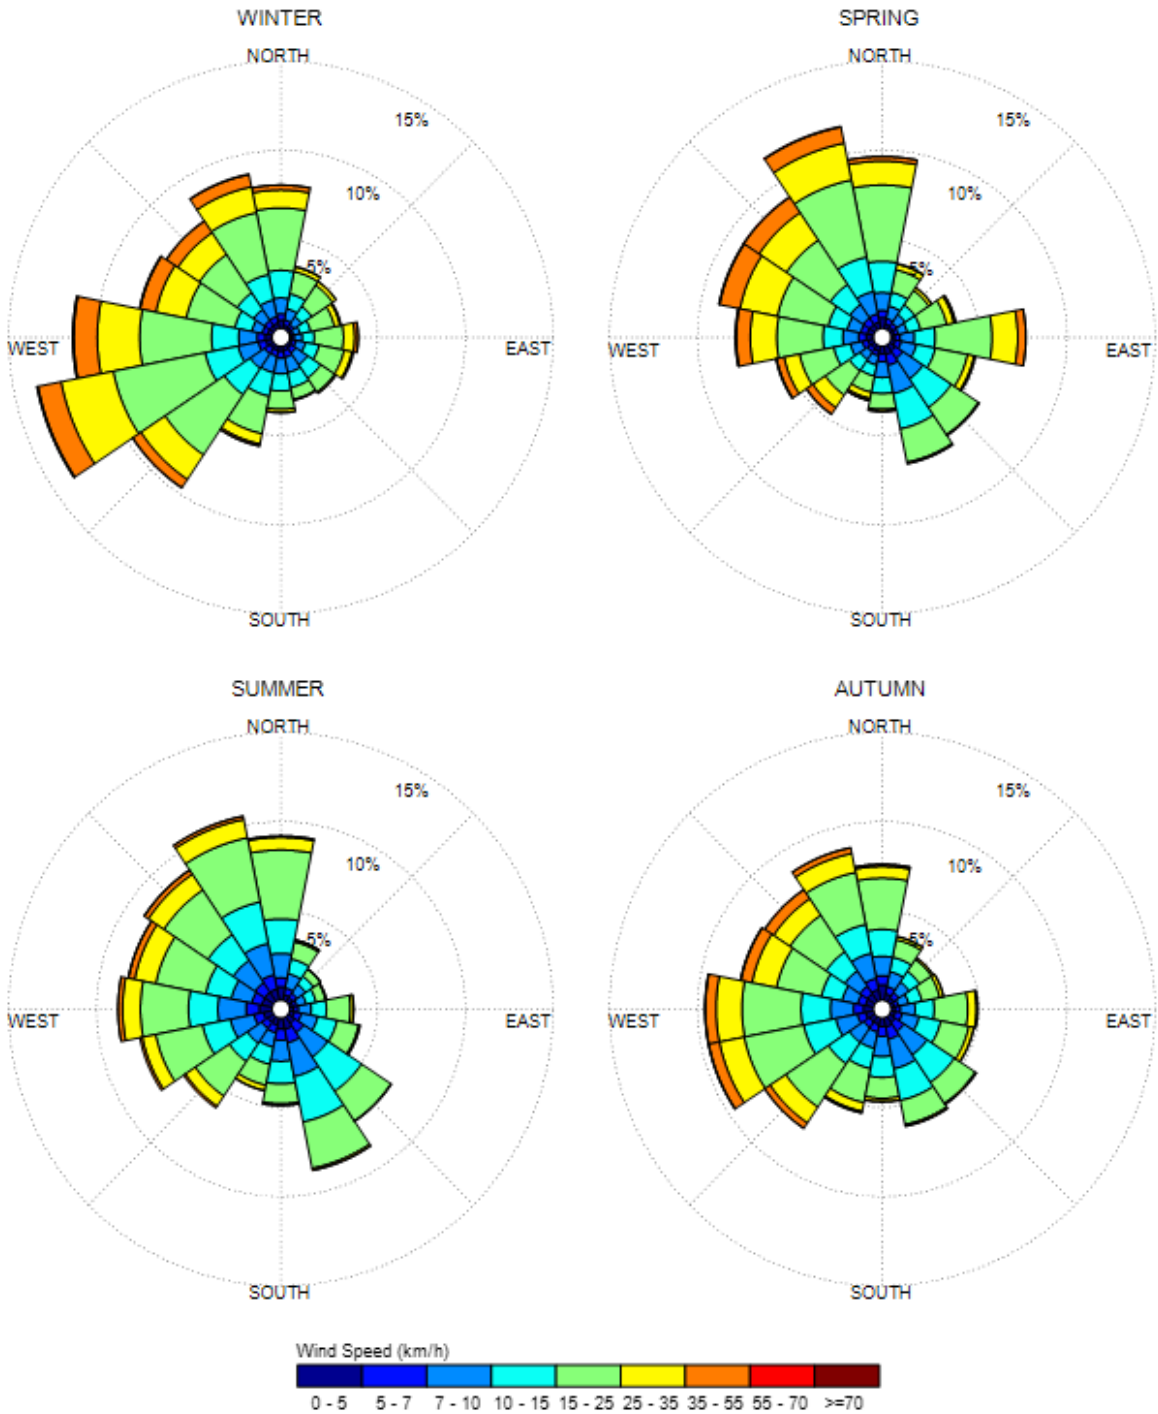 WINTER
SPRING
NORTH
NORTH
15%
15%
10%
10%
5%
5%
WEST
EAST
WEST
EAST
SOUTH
SOUTH
SUMMER
AUTUMN
NORTH
NORTH
15%
15%
10%
10%
5%
5%
WEST
EAST
WEST
EAST
SOUTH
SOUTH
Wind Speed (km/h)
0 - 5 5 - 7 7 - 10 10 - 15 15 - 25 25 - 35 35 - 55 55 - 70 >=70